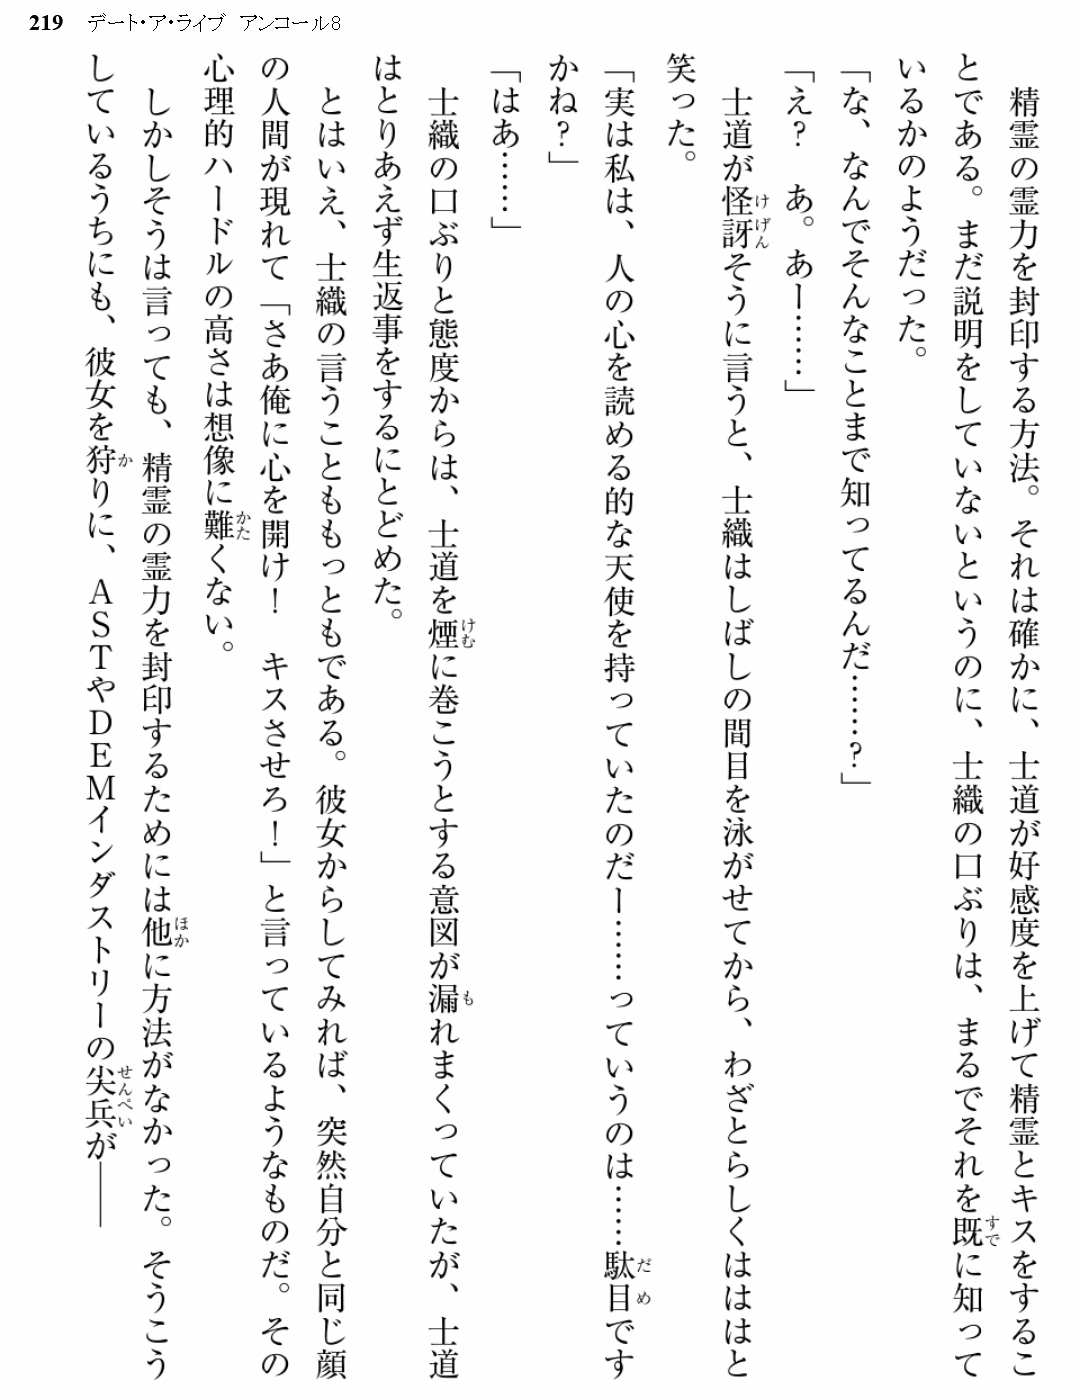 219 デート・ア・ライブ アンコール8
　精霊の霊力を封印する方法。それは確かに、士道が好感度を上げて精霊とキスをするこ
とである。まだ説明をしていないというのに、士織の口ぶりは、まるでそれを既に知って
いるかのようだった。
「な、なんでそんなことまで知ってるんだ……?」
「え?　あ。あー……」
　士道が怪訝そうに言うと、士織はしばしの間目を泳がせてから、わざとらしくはははと
笑った。
「実は私は、人の心を読める的な天使を持っていたのだー……っていうのは……駄目です
かね?」
「はあ……」
　士織の口ぶりと態度からは、士道を煙に巻こうとする意図が漏れまくっていたが、士道
はとりあえず生返事をするにとどめた。
　とはいえ、士織の言うことももっともである。彼女からしてみれば、突然自分と同じ顔
の人間が現れて「さあ俺に心を開け!　キスさせろ!」と言っているようなものだ。その
心理的ハードルの高さは想像に難くない。
　しかしそうは言っても、精霊の霊力を封印するためには他に方法がなかった。そうこう
しているうちにも、彼女を狩りに、ASTやDEMインダストリーの尖兵が――